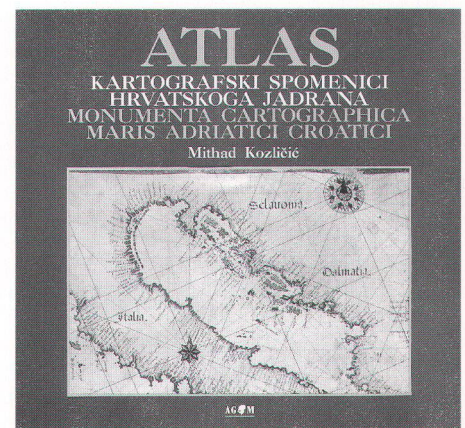 ATLAS
KARTOGRAFSKI SPOMENICI
HRVATSKOGA JADRANA
MONUMENTA CARTOGRAPHICA
MARIS ADRIATICI CROATICI
Mithad Kozličić
Sclavonia.
Dalmatia.
Italia.
AGM